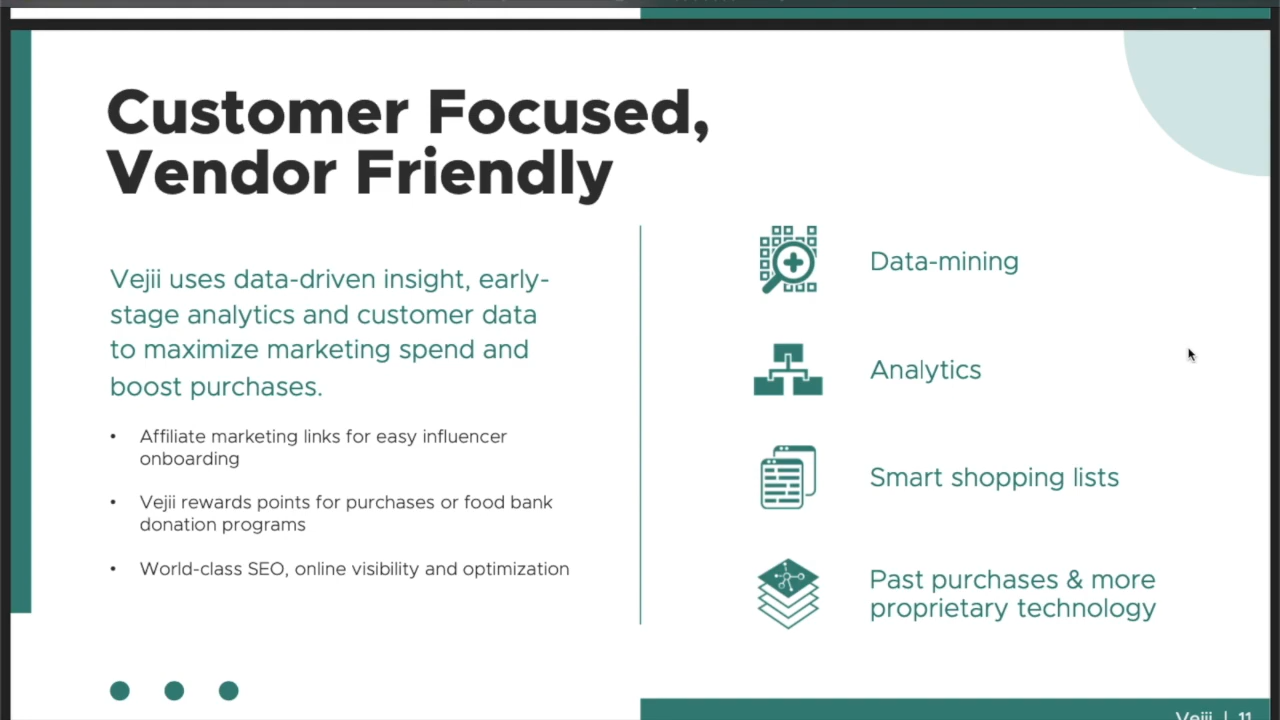 Customer Focused,
Vendor Friendly
Vejii uses data-driven insight, early-
stage analytics and customer data
to maximize marketing spend and
boost purchases.
• Affiliate marketing links for easy influencer
onboarding
• Vejii rewards points for purchases or food bank
donation programs
• World-class SEO, online visibility and optimization
Data-mining
Analytics
Smart shopping lists
Past purchases & more
proprietary technology
Vejii | 11